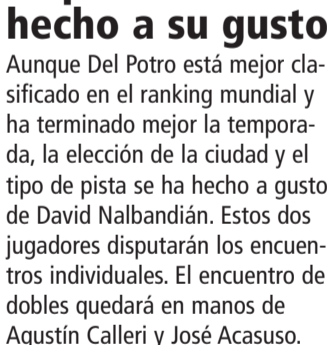 hecho a su gusto
Aunque Del Potro está mejor cla-
sificado en el ranking mundial y
ha terminado mejor la tempora-
da, la elección de la ciudad y el
tipo de pista se ha hecho a gusto
de David Nalbandián. Estos dos
jugadores disputarán los encuen-
tros individuales. El encuentro de
dobles quedará en manos de
Agustín Calleri y José Acasuso.